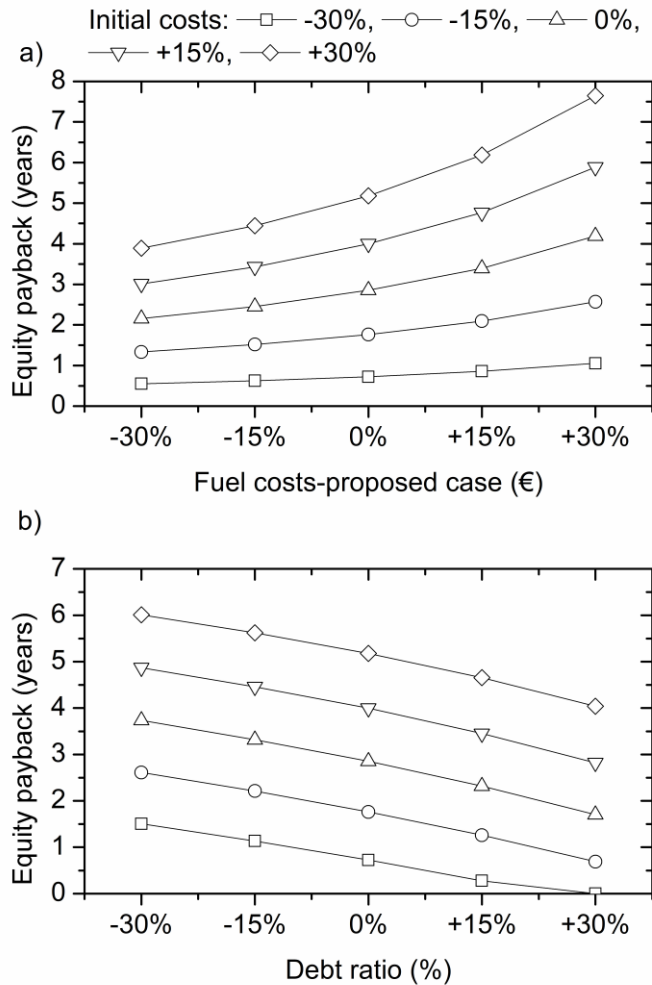 Initial costs: -30%, -15%, 0%,
+15%, +30%
a)
8
7
6
5
4
3
2
1
0
Equity payback (years)
-30% -15% 0% +15% +30%
Fuel costs-proposed case (€)
b)
7
6
5
4
3
2
1
0
Equity payback (years)
-30% -15% 0% +15% +30%
Debt ratio (%)